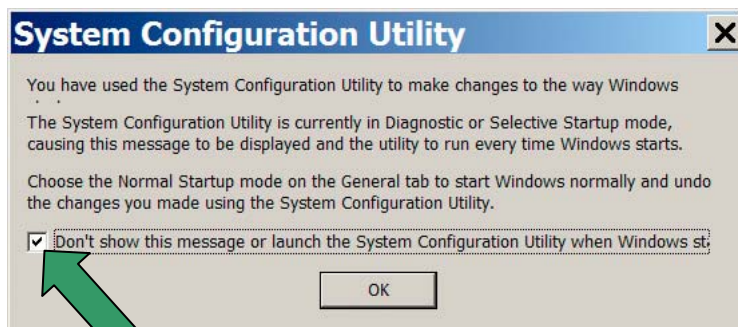 System Configuration Utility
You have used the System Configuration Utility to make changes to the way Windows
The System Configuration Utility is currently in Diagnostic or Selective Startup mode,
causing this message to be displayed and the utility to run every time Windows starts.
Choose the Normal Startup mode on the General tab to start Windows normally and undo
the changes you made using the System Configuration Utility.
Don't show this message or launch the System Configuration Utility when Windows
OK